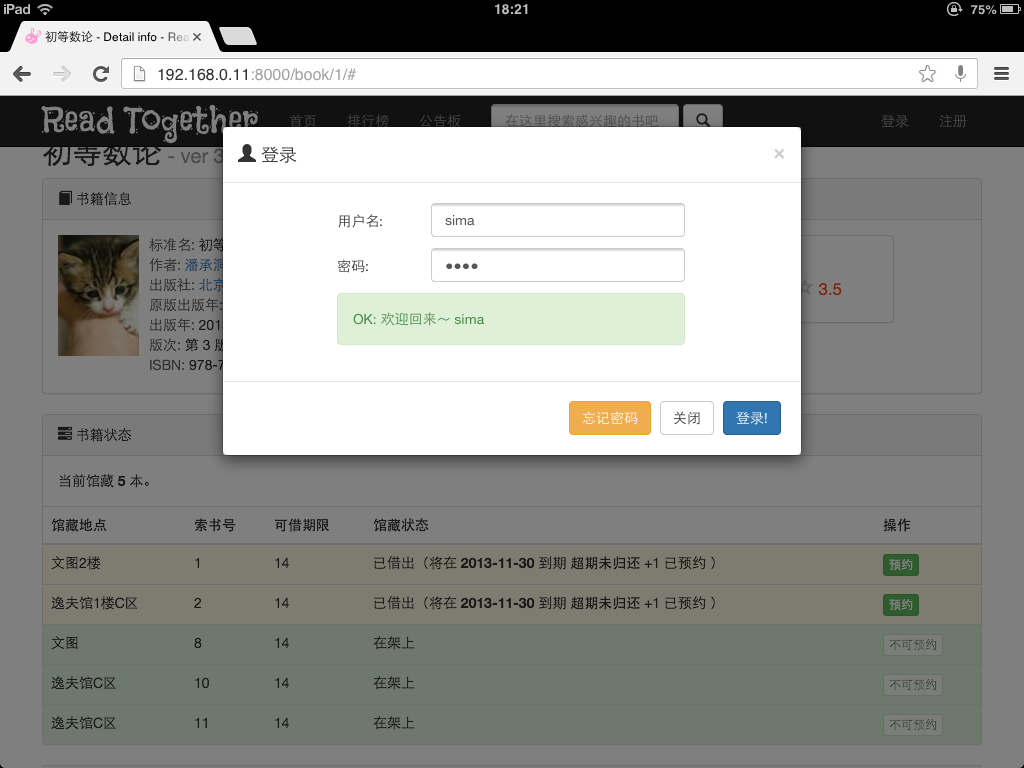 iPad 18:21 75%
初等数论 - Detail info - Rea
192.168.0.11:8000/book/1/#
Read Together 首页 排行榜 公告板 在这里搜索感兴趣的书吧 登录 注册
初等数论 - ver 3
登录 ×
书籍信息
用户名: sima
密码: ••••
OK: 欢迎回来～ sima
标准名: 初等
作者: 潘承洞
出版社: 北京
原版出版年:
出版年: 201
版次: 第 3 版
ISBN: 978-7
3.5
忘记密码 关闭 登录!
书籍状态
当前馆藏 5 本。
馆藏地点 索书号 可借期限 馆藏状态 操作
文图2楼 1 14 已借出（将在 2013-11-30 到期 超期未归还 +1 已预约 ） 预约
逸夫馆1楼C区 2 14 已借出（将在 2013-11-30 到期 超期未归还 +1 已预约 ） 预约
文图 8 14 在架上 不可预约
逸夫馆C区 10 14 在架上 不可预约
逸夫馆C区 11 14 在架上 不可预约